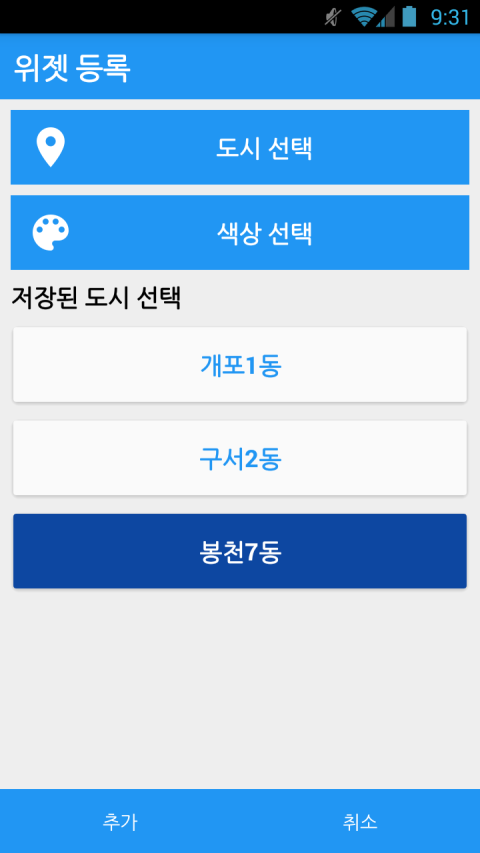 9:31
위젯 등록
도시 선택
색상 선택
저장된 도시 선택
개포1동
구서2동
봉천7동
추가 취소